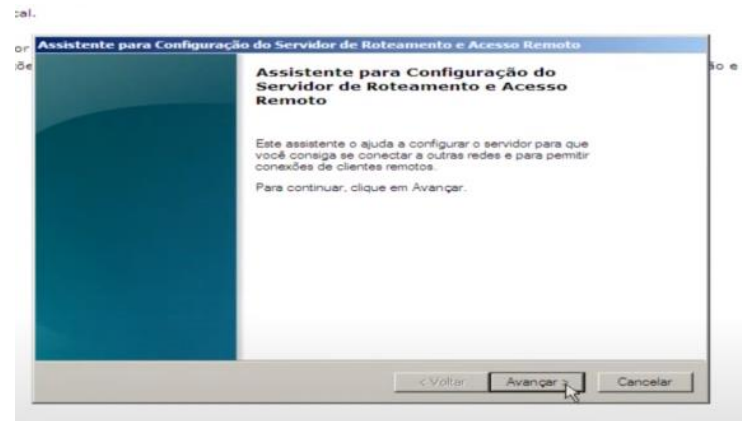 cal.
or
Assistente para Configuração do Servidor de Roteamento e Acesso Remoto
ões
ão e
Assistente para Configuração do
Servidor de Roteamento e Acesso
Remoto
Este assistente o ajuda a configurar o servidor para que
você consiga se conectar a outras redes e para permitir
conexões de clientes remotos.
Para continuar, clique em Avançar.
< Voltar
Avançar >
Cancelar